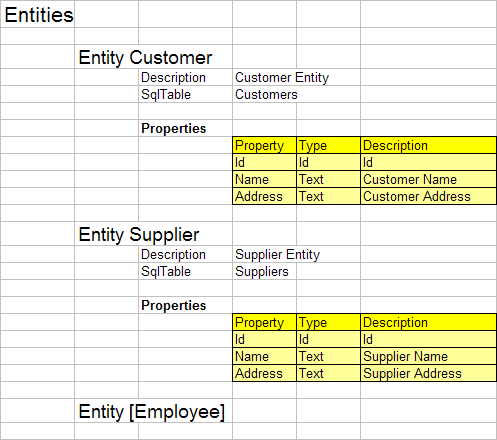 Entities
Entity Customer
Description Customer Entity
SqlTable Customers
Properties
Property Type Description
Id Id Id
Name Text Customer Name
Address Text Customer Address
Entity Supplier
Description Supplier Entity
SqlTable Suppliers
Properties
Property Type Description
Id Id Id
Name Text Supplier Name
Address Text Supplier Address
Entity [Employee]